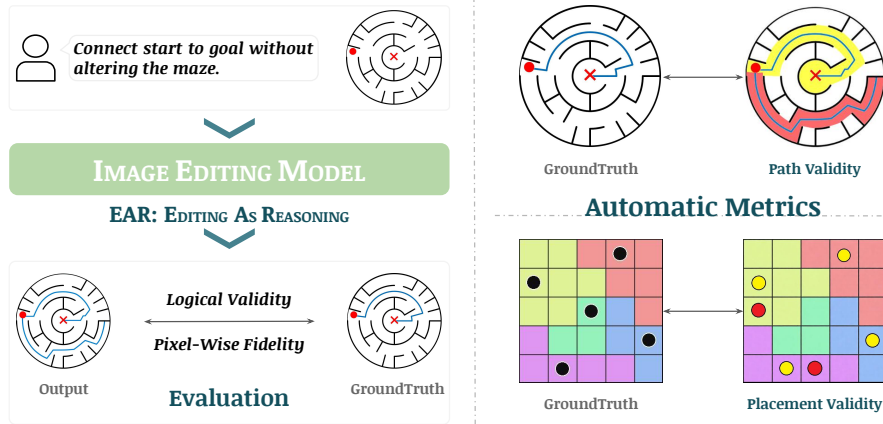 Connect start to goal without
altering the maze.
IMAGE EDITING MODEL
EAR: EDITING AS REASONING
Logical Validity
Pixel-Wise Fidelity
Output
GroundTruth
Evaluation
GroundTruth
Path Validity
Automatic Metrics
GroundTruth
Placement Validity